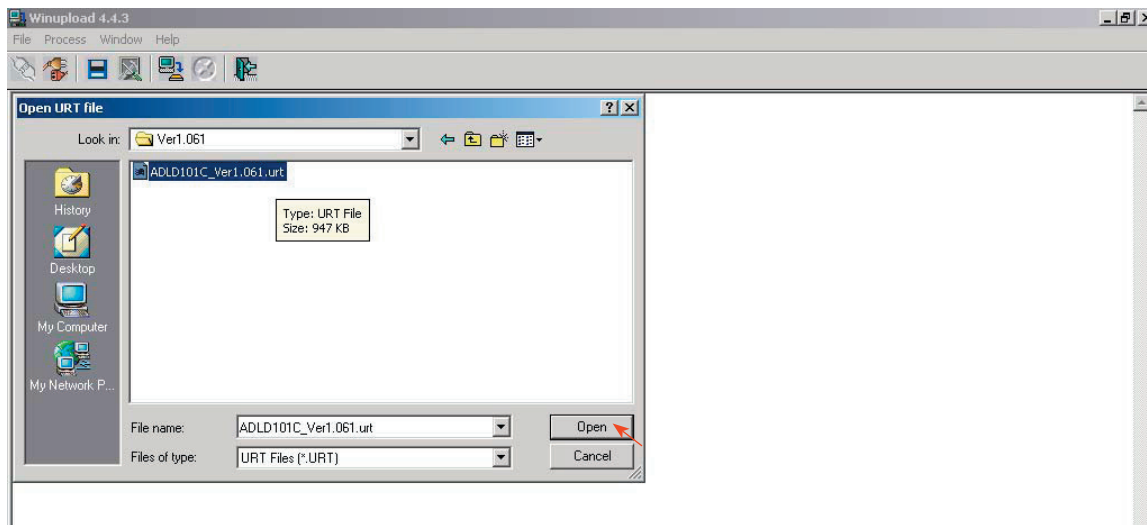 Winupload 4.4.3
File Process Window Help
Open URT file
Look in: Ver1.061
ADLD101C_Ver1.061.urt
Type: URT File
Size: 947 KB
History
Desktop
My Computer
My Network P...
File name: ADLD101C_Ver1.061.urt Open
Files of type: URT Files (*.URT) Cancel